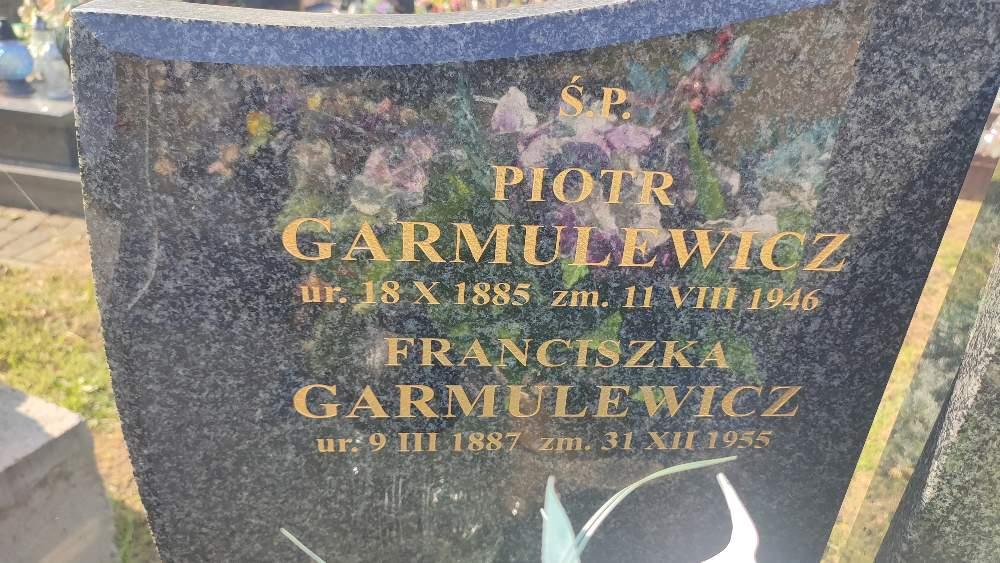 Ś.P.
PIOTR
GARMULEWICZ
ur. 18 X 1885 zm. 11 VIII 1946
FRANCISZKA
GARMULEWICZ
ur. 9 III 1887 zm. 31 XII 1955